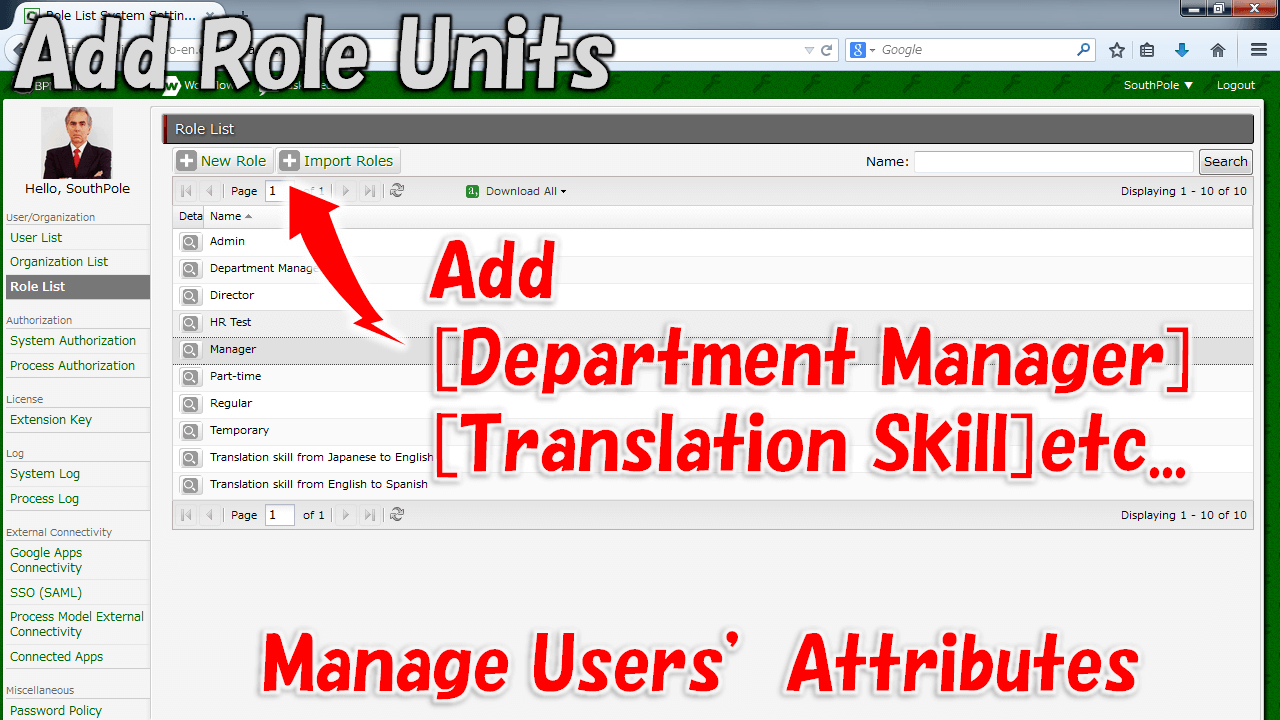 Role List System Settin...
Add Role Units
Google
SouthPole
Logout
Hello, SouthPole
User/Organization
User List
Organization List
Role List
Authorization
System Authorization
Process Authorization
License
Extension Key
Log
System Log
Process Log
External Connectivity
Google Apps
Connectivity
SSO (SAML)
Process Model External
Connectivity
Connected Apps
Miscellaneous
Password Policy
Role List
New Role
Import Roles
Name:
Search
Page 1 of 1
Download All
Displaying 1 - 10 of 10
Deta Name
Admin
Department Manage
Director
HR Test
Manager
Part-time
Regular
Temporary
Translation skill from Japanese to English
Translation skill from English to Spanish
Page 1 of 1
Displaying 1 - 10 of 10
Add
[Department Manager]
[Translation Skill]etc...
Manage Users' Attributes